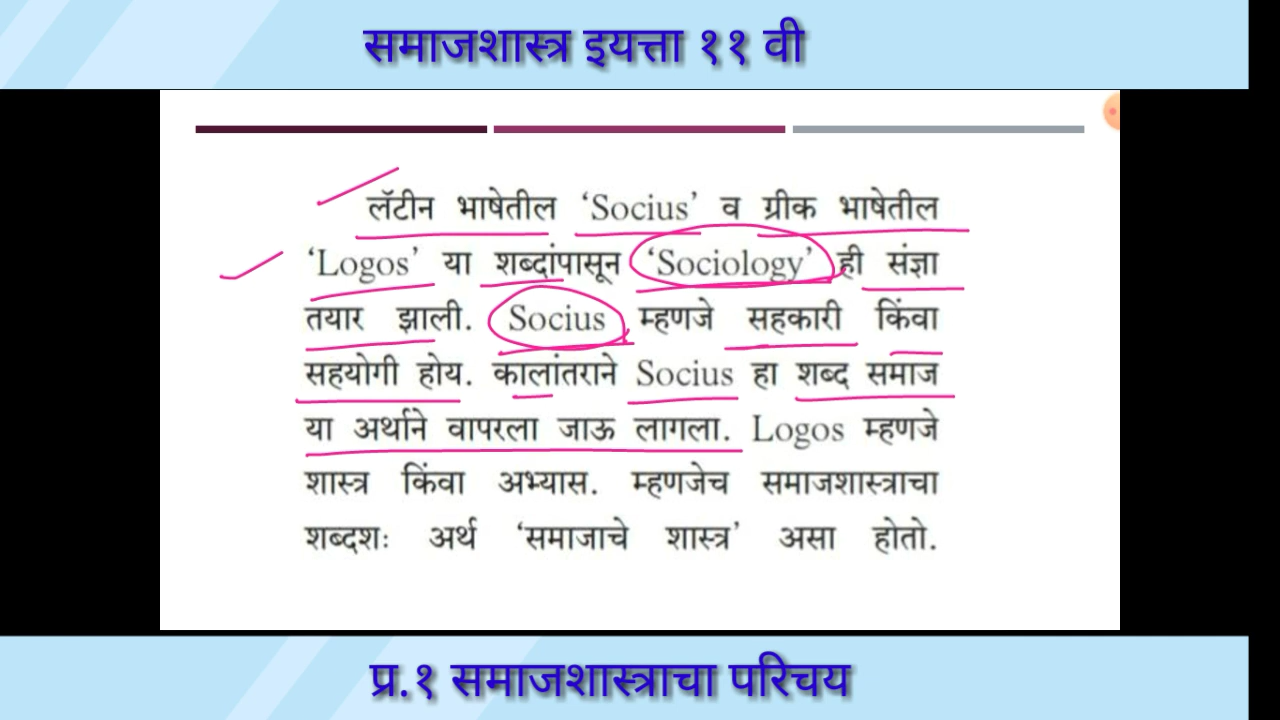 समाजशास्त्र इयत्ता ११ वी
लॅटीन भाषेतील ‘Socius’ व ग्रीक भाषेतील
‘Logos’ या शब्दांपासून ‘Sociology’ ही संज्ञा
तयार झाली. Socius म्हणजे सहकारी किंवा
सहयोगी होय. कालांतराने Socius हा शब्द समाज
या अर्थाने वापरला जाऊ लागला. Logos म्हणजे
शास्त्र किंवा अभ्यास. म्हणजेच समाजशास्त्राचा
शब्दशः अर्थ ‘समाजाचे शास्त्र’ असा होतो.
प्र.१ समाजशास्त्राचा परिचय